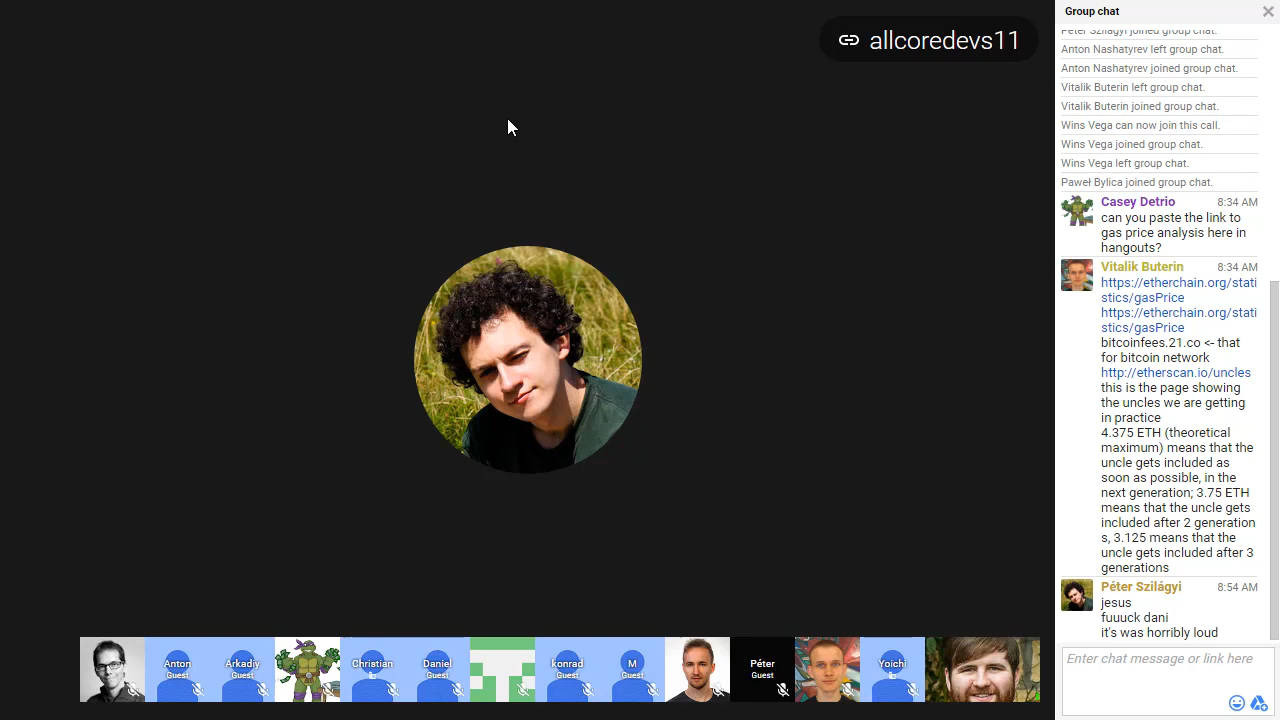 allcoredevs11
Group chat
Péter Szilágyi joined group chat.
Anton Nashatyrev left group chat.
Anton Nashatyrev joined group chat.
Vitalik Buterin left group chat.
Vitalik Buterin joined group chat.
Wins Vega can now join this call.
Wins Vega joined group chat.
Wins Vega left group chat.
Paweł Bylica joined group chat.
Casey Detrio 8:34 AM
can you paste the link to
gas price analysis here in
hangouts?
Vitalik Buterin 8:34 AM
https://etherchain.org/stati
stics/gasPrice
https://etherchain.org/stati
stics/gasPrice
bitcoinfees.21.co <- that
for bitcoin network
http://etherscan.io/uncles
this is the page showing
the uncles we are getting
in practice
4.375 ETH (theoretical
maximum) means that the
uncle gets included as
soon as possible, in the
next generation; 3.75 ETH
means that the uncle gets
included after 2 generation
s, 3.125 means that the
uncle gets included after 3
generations
Péter Szilágyi 8:54 AM
jesus
fuuuck dani
it's was horribly loud
Enter chat message or link here
Anton
Guest
Arkadiy
Guest
Christian
Guest
Daniel
Guest
konrad
Guest
M
Guest
Péter
Guest
Yoichi
Guest